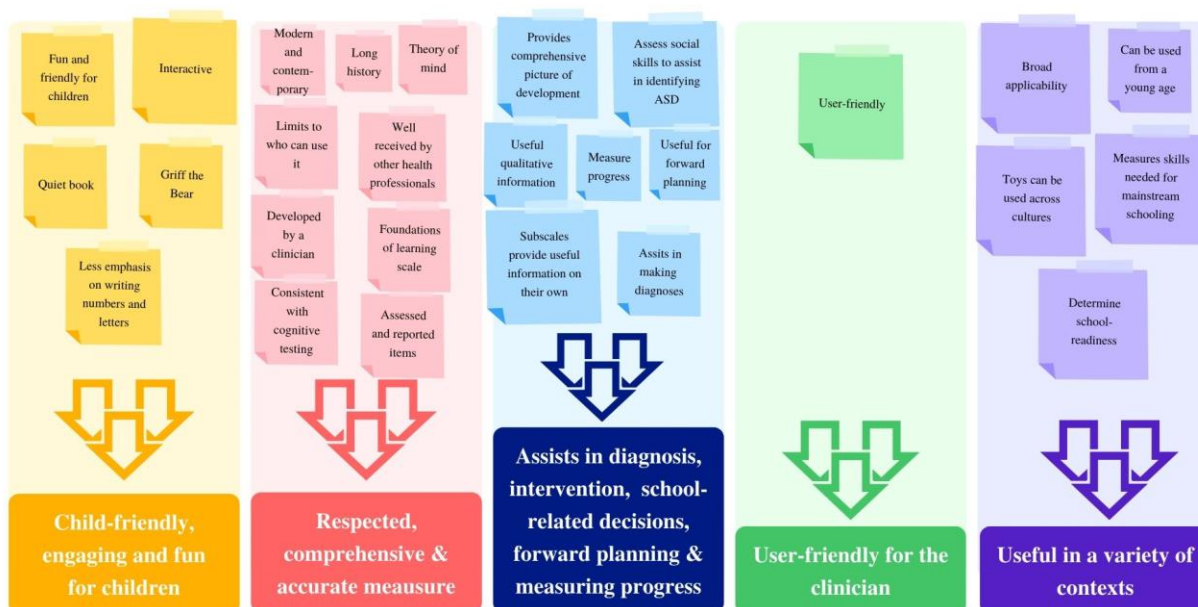 Fun and
friendly for
children
Interactive
Quiet book
Griff the
Bear
Less emphasis
on writing
numbers and
letters
Child-friendly,
engaging and fun
for children
Modern
and
contem-
porary
Long
history
Theory of
mind
Limits to
who can use
it
Well
received by
other health
professionals
Developed
by a
clinician
Foundations
of learning
scale
Consistent
with
cognitive
testing
Assessed
and reported
items
Respected,
comprehensive &
accurate meausure
Provides
comprehensive
picture of
development
Assess social
skills to assist
in identifying
ASD
Useful
qualitative
information
Measure
progress
Useful for
forward
planning
Subscales
provide useful
information on
their own
Assits in
making
diagnoses
Assists in diagnosis,
intervention, school-
related decisions,
forward planning &
measuring progress
User-friendly
User-friendly for the
clinician
Broad
applicability
Can be used
from a
young age
Toys can be
used across
cultures
Measures skills
needed for
mainstream
schooling
Determine
school-
readiness
Useful in a variety of
contexts